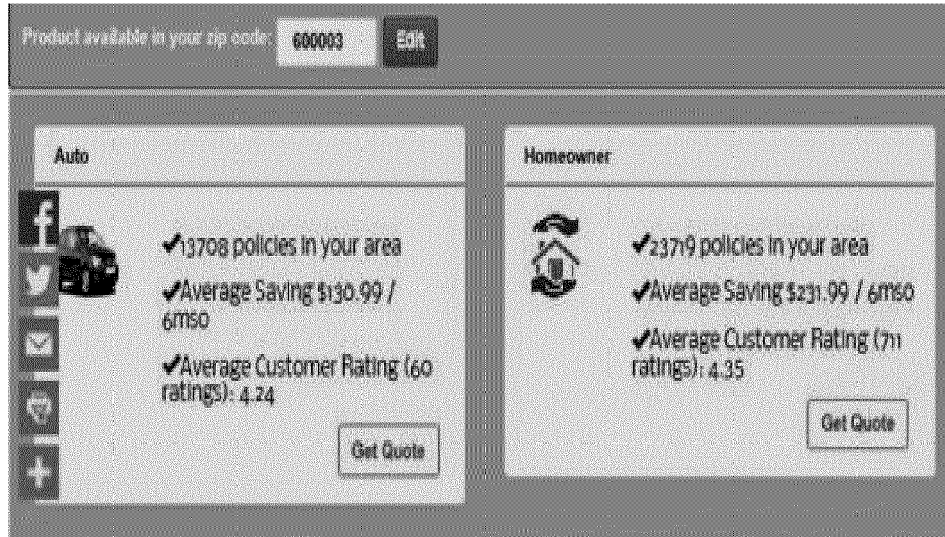 Product available in your zip code: 600003 Edit
Auto
✔13708 policies in your area
✔Average Saving $130.99 /
6mso
✔Average Customer Rating (60
ratings): 4.24
Get Quote
Homeowner
✔23719 policies in your area
✔Average Saving $231.99 / 6mso
✔Average Customer Rating (711
ratings): 4.35
Get Quote